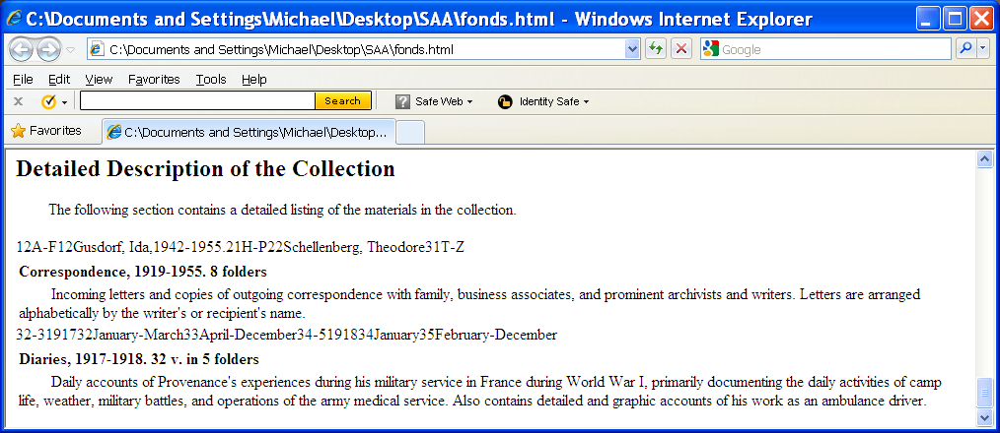 C:\Documents and Settings\Michael\Desktop\SAA\fonds.html - Windows Internet Explorer
C:\Documents and Settings\Michael\Desktop\SAA\fonds.html Google
File Edit View Favorites Tools Help
x Search Safe Web Identity Safe
Favorites C:\Documents and Settings\Michael\Desktop...
Detailed Description of the Collection
The following section contains a detailed listing of the materials in the collection.
12A-F12Gusdorf, Ida,1942-1955.21H-P22Schellenberg, Theodore31T-Z
Correspondence, 1919-1955. 8 folders
Incoming letters and copies of outgoing correspondence with family, business associates, and prominent archivists and writers. Letters are arranged
alphabetically by the writer's or recipient's name.
32-3191732January-March33April-December34-5191834January35February-December
Diaries, 1917-1918. 32 v. in 5 folders
Daily accounts of Provenance's experiences during his military service in France during World War I, primarily documenting the daily activities of camp
life, weather, military battles, and operations of the army medical service. Also contains detailed and graphic accounts of his work as an ambulance driver.